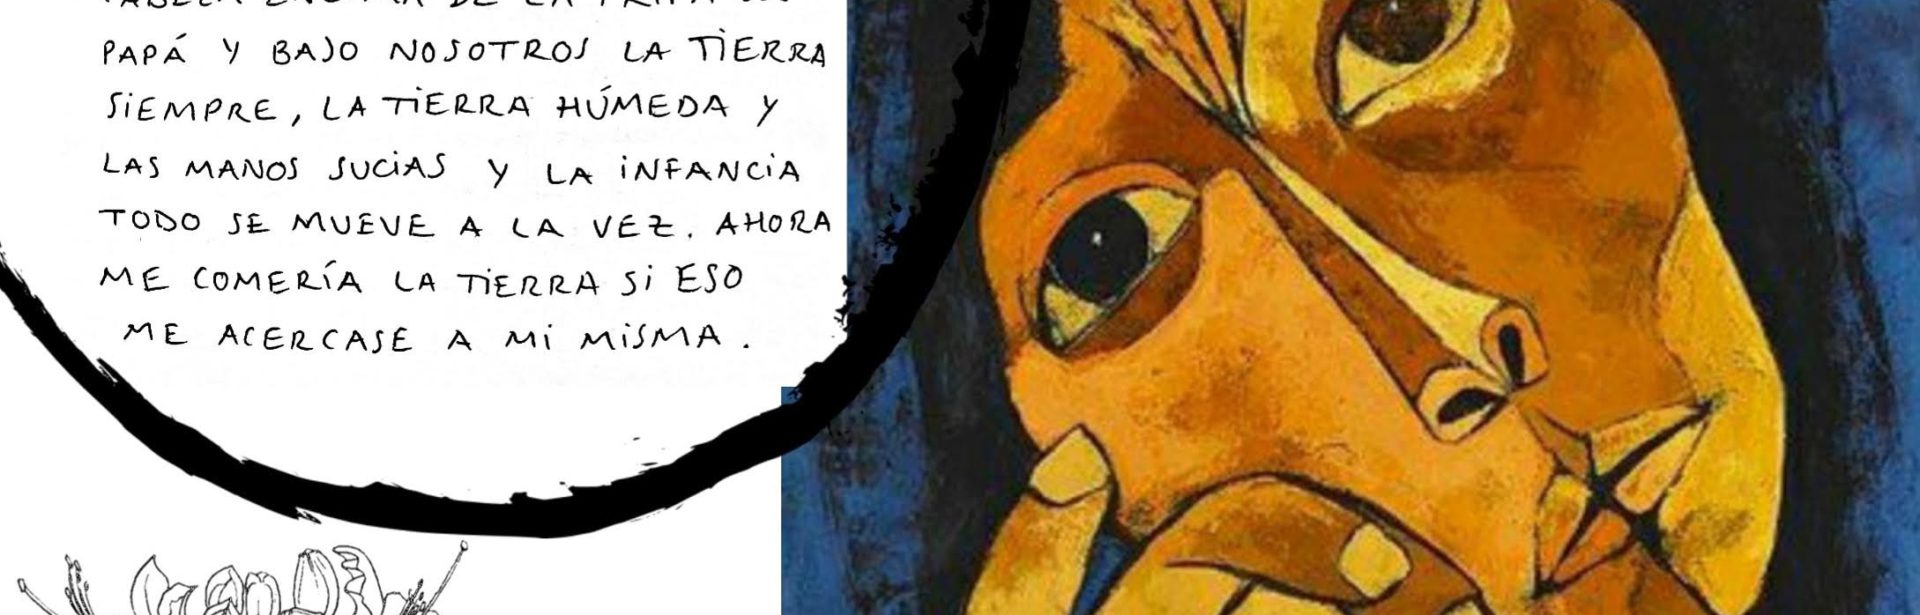 PAPÁ Y BAJO NOSOTROS LA TIERRA
SIEMPRE, LA TIERRA HÚMEDA Y
LAS MANOS SUCIAS Y LA INFANCIA
TODO SE MUEVE A LA VEZ. AHORA
ME COMERÍA LA TIERRA SI ESO
ME ACERCASE A MI MISMA.